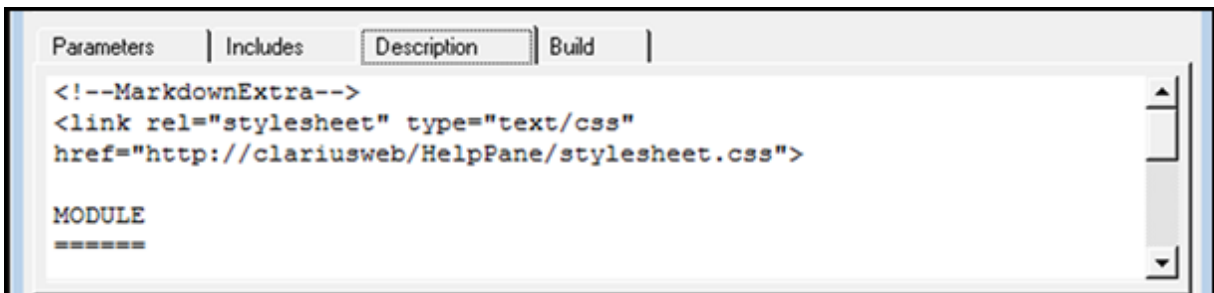 Parameters Includes Description Build
<!--MarkdownExtra-->
<link rel="stylesheet" type="text/css"
href="http://clariusweb/HelpPane/stylesheet.css">
MODULE
======